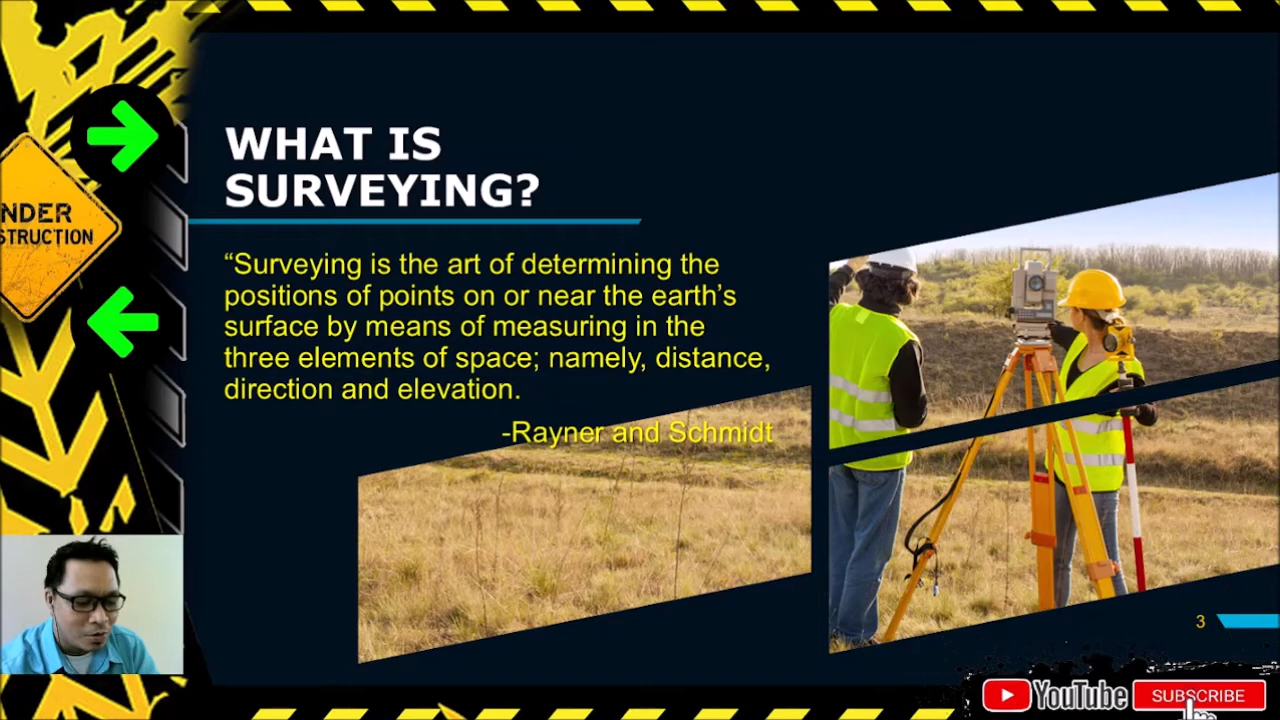 WHAT IS
SURVEYING?
“Surveying is the art of determining the
positions of points on or near the earth’s
surface by means of measuring in the
three elements of space; namely, distance,
direction and elevation.
-Rayner and Schmidt
NDER
STRUCTION
3
YouTube
SUBSCRIBE